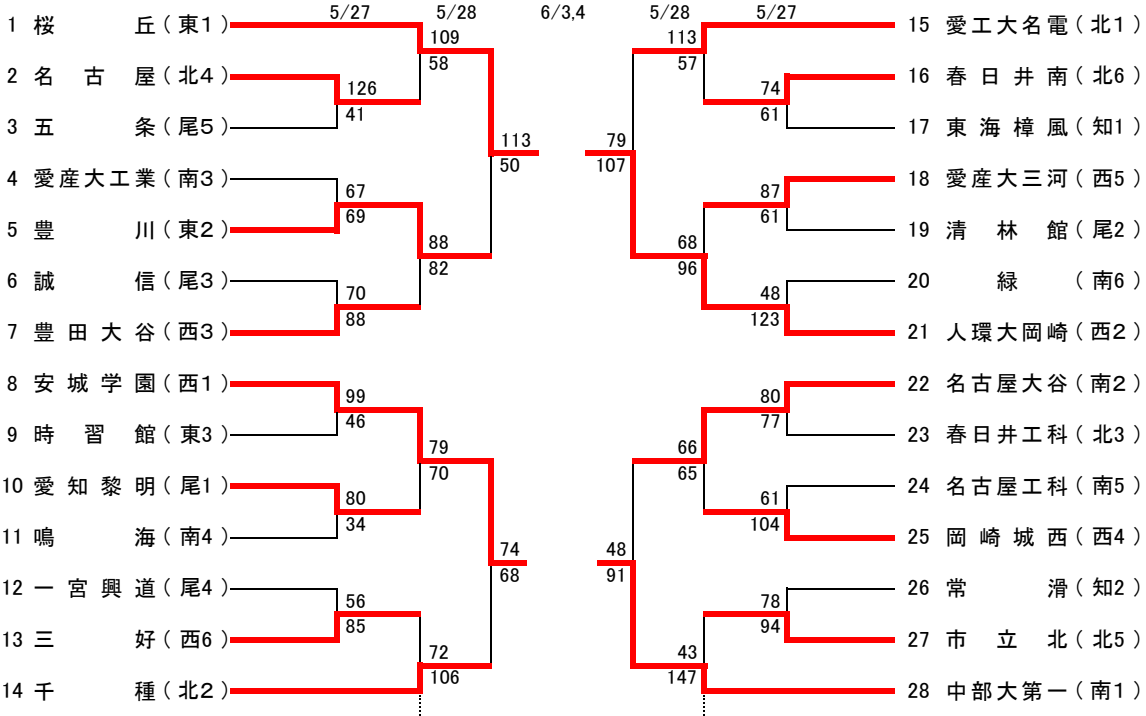 5/27 5/28 6/3,4 5/28 5/27
1 桜丘(東1)
109
58
2 名古屋(北4)
126
41
3 五条(尾5)
113
50
4 愛産大工業(南3)
67
69
5 豊川(東2)
88
82
6 誠信(尾3)
70
88
7 豊田大谷(西3)
8 安城学園(西1)
99
46
9 時習館(東3)
79
70
10 愛知黎明(尾1)
80
34
11 鳴海(南4)
74
68
12 一宮興道(尾4)
56
85
13 三好(西6)
72
106
14 千種(北2)
113
57
15 愛工大名電(北1)
74
61
16 春日井南(北6)
17 東海樟風(知1)
79
107
87
61
18 愛産大三河(西5)
19 清林館(尾2)
68
96
48
123
20 緑(南6)
21 人環大岡崎(西2)
80
77
22 名古屋大谷(南2)
23 春日井工科(北3)
66
65
61
104
24 名古屋工科(南5)
25 岡崎城西(西4)
48
91
78
94
26 常滑(知2)
27 市立北(北5)
43
147
28 中部大第一(南1)